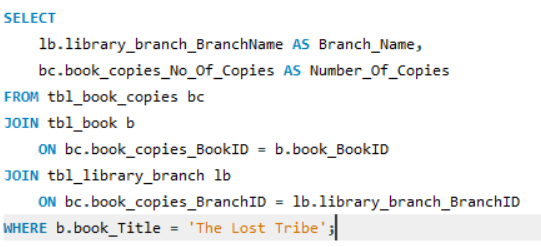 SELECT
    lb.library_branch_BranchName AS Branch_Name,
    bc.book_copies_No_Of_Copies AS Number_Of_Copies
FROM tbl_book_copies bc
JOIN tbl_book b
    ON bc.book_copies_BookID = b.book_BookID
JOIN tbl_library_branch lb
    ON bc.book_copies_BranchID = lb.library_branch_BranchID
WHERE b.book_Title = 'The Lost Tribe';